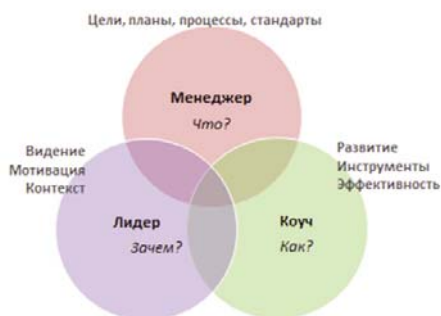 Цели, планы, процессы, стандарты
Менеджер
Что?
Видение
Мотивация
Контекст
Развитие
Инструменты
Эффективность
Лидер
Зачем?
Коуч
Как?